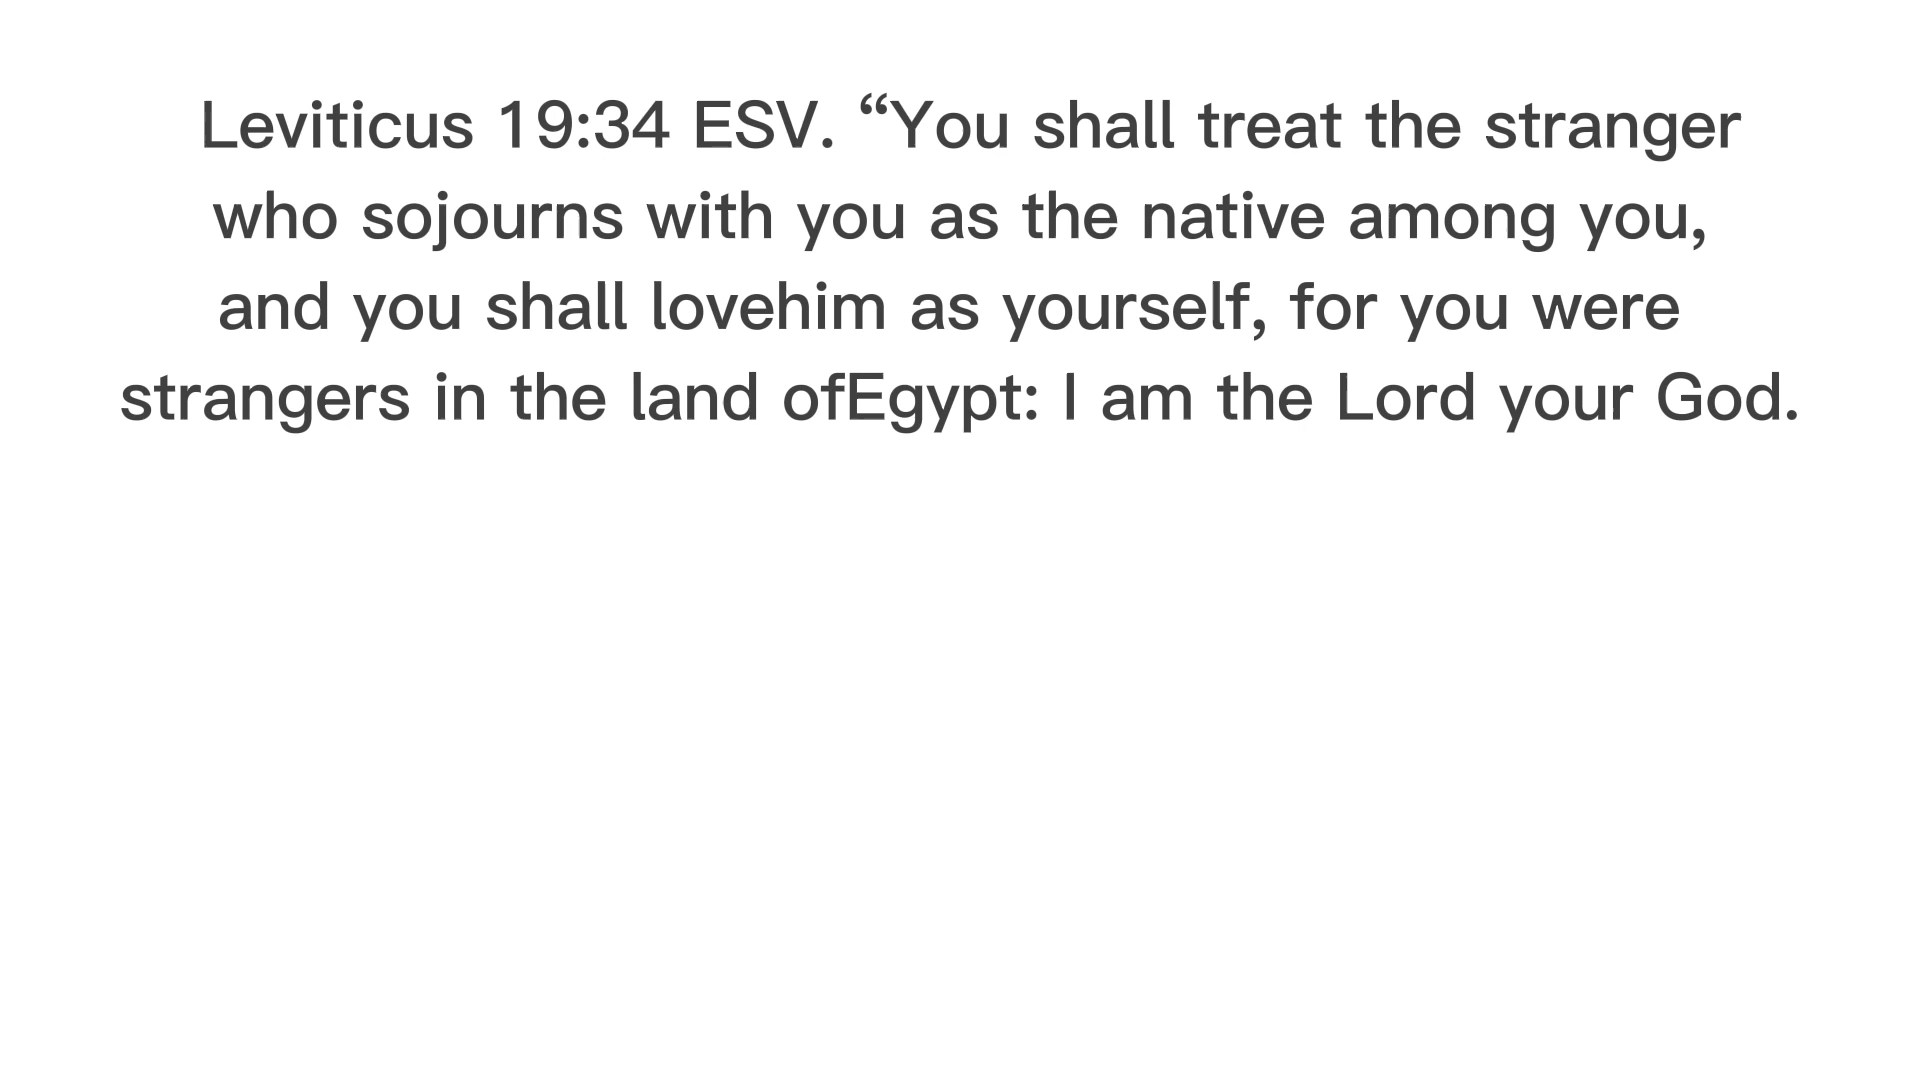 Leviticus 19:34 ESV. “You shall treat the stranger
who sojourns with you as the native among you,
and you shall lovehim as yourself, for you were
strangers in the land ofEgypt: I am the Lord your God.